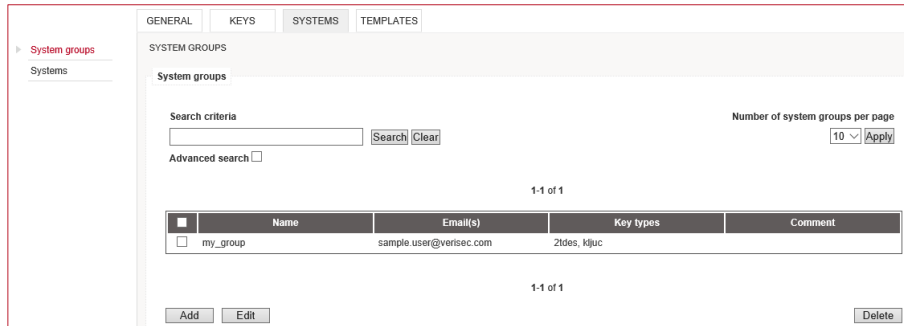 GENERAL KEYS SYSTEMS TEMPLATES
System groups
Systems
SYSTEM GROUPS
System groups
Search criteria
Number of system groups per page
Search Clear
10 Apply
Advanced search
1-1 of 1
Name Email(s) Key types Comment
my_group sample.user@verisec.com 2tdes, kljuc
1-1 of 1
Add Edit Delete